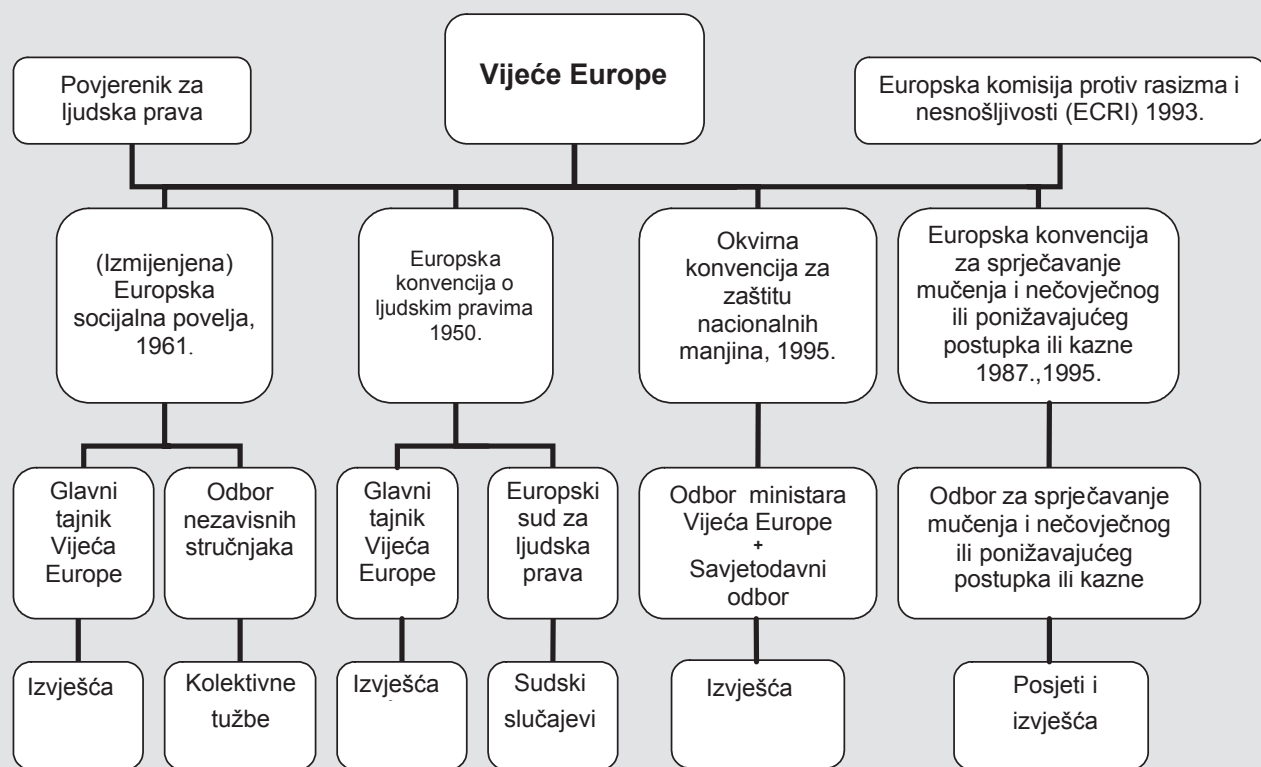 Vijeće Europe
Povjerenik za
ljudska prava
Europska komisija protiv rasizma i
nesnošljivosti (ECRI) 1993.
(Izmijenjena)
Europska
socijalna povelja,
1961.
Europska
konvencija o
ljudskim pravima
1950.
Okvirna
konvencija za
zaštitu
nacionalnih
manjina, 1995.
Europska konvencija
za sprječavanje
mučenja i nečovječnog
ili ponižavajućeg
postupka ili kazne
1987.,1995.
Glavni
tajnik
Vijeća
Europe
Odbor
nezavisnih
stručnjaka
Glavni
tajnik
Vijeća
Europe
Europski
sud za
ljudska
prava
Odbor ministara
Vijeća Europe
+
Savjetodavni
odbor
Odbor za sprječavanje
mučenja i nečovječnog
ili ponižavajućeg
postupka ili kazne
Izvješća
Kolektivne
tužbe
Izvješća
Sudski
slučajevi
Izvješća
Posjeti i
izvješća